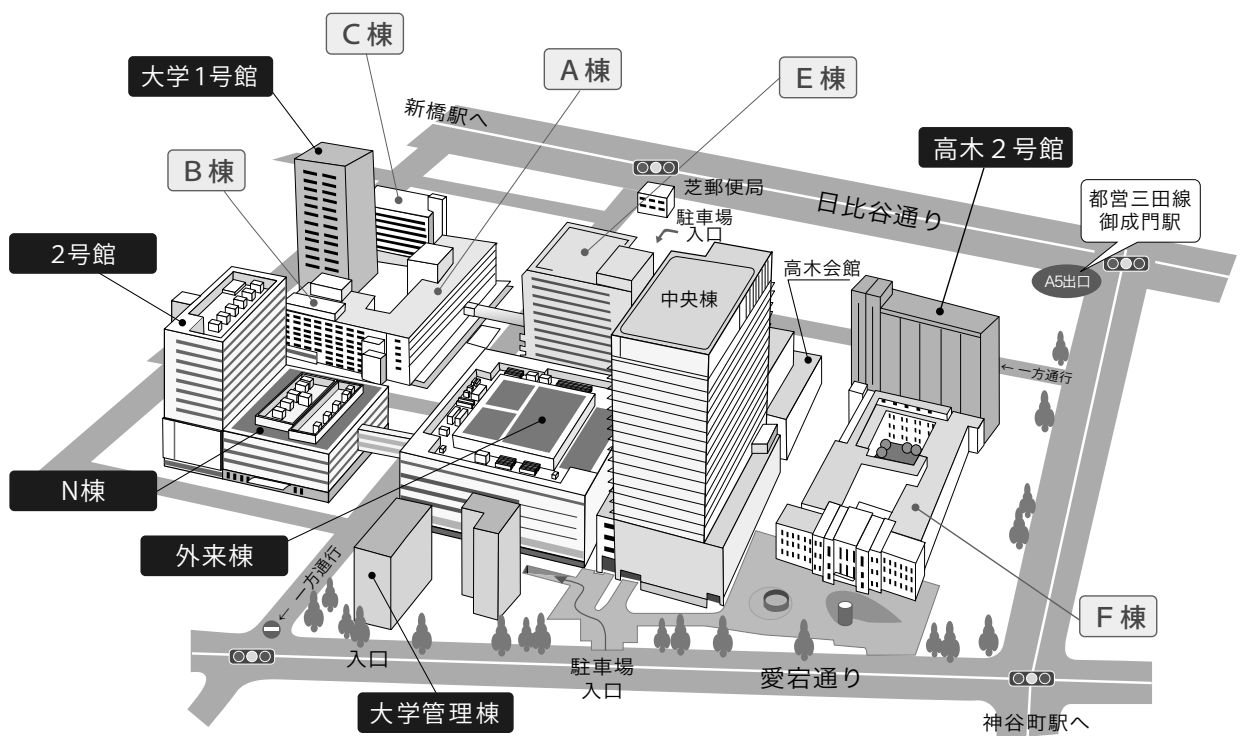 C棟
大学1号館
A棟
E棟
新橋駅へ
高木2号館
B棟
芝郵便局
日比谷通り
都営三田線
御成門駅
駐車場
入口
2号館
高木会館
A5出口
中央棟
←一方通行
N棟
外来棟
←一方通行
F棟
入口
駐車場
入口
愛宕通り
大学管理棟
神谷町駅へ